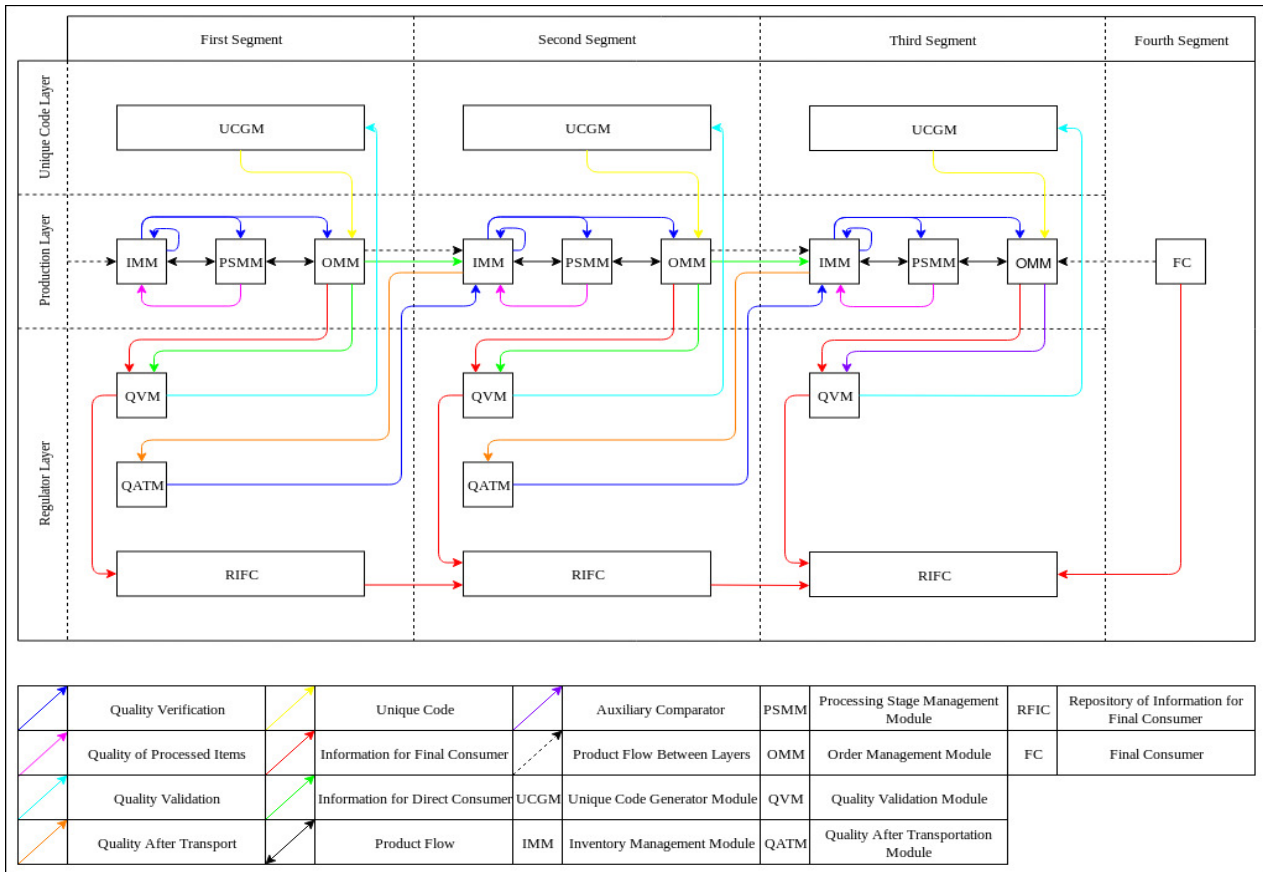 First Segment
Second Segment
Third Segment
Fourth Segment
Unique Code Layer
UCGM
UCGM
UCGM
Production Layer
IMM
PSMM
OMM
IMM
PSMM
OMM
IMM
PSMM
OMM
FC
Regulator Layer
QVM
QVM
QVM
QATM
QATM
RIFC
RIFC
RIFC
Quality Verification
Unique Code
Auxiliary Comparator
PSMM
Processing Stage Management
Module
RFIC
Repository of Information for
Final Consumer
Quality of Processed Items
Information for Final Consumer
Product Flow Between Layers
OMM
Order Management Module
FC
Final Consumer
Quality Validation
Information for Direct Consumer
UCGM
Unique Code Generator Module
QVM
Quality Validation Module
Quality After Transport
Product Flow
IMM
Inventory Management Module
QATM
Quality After Transportation
Module